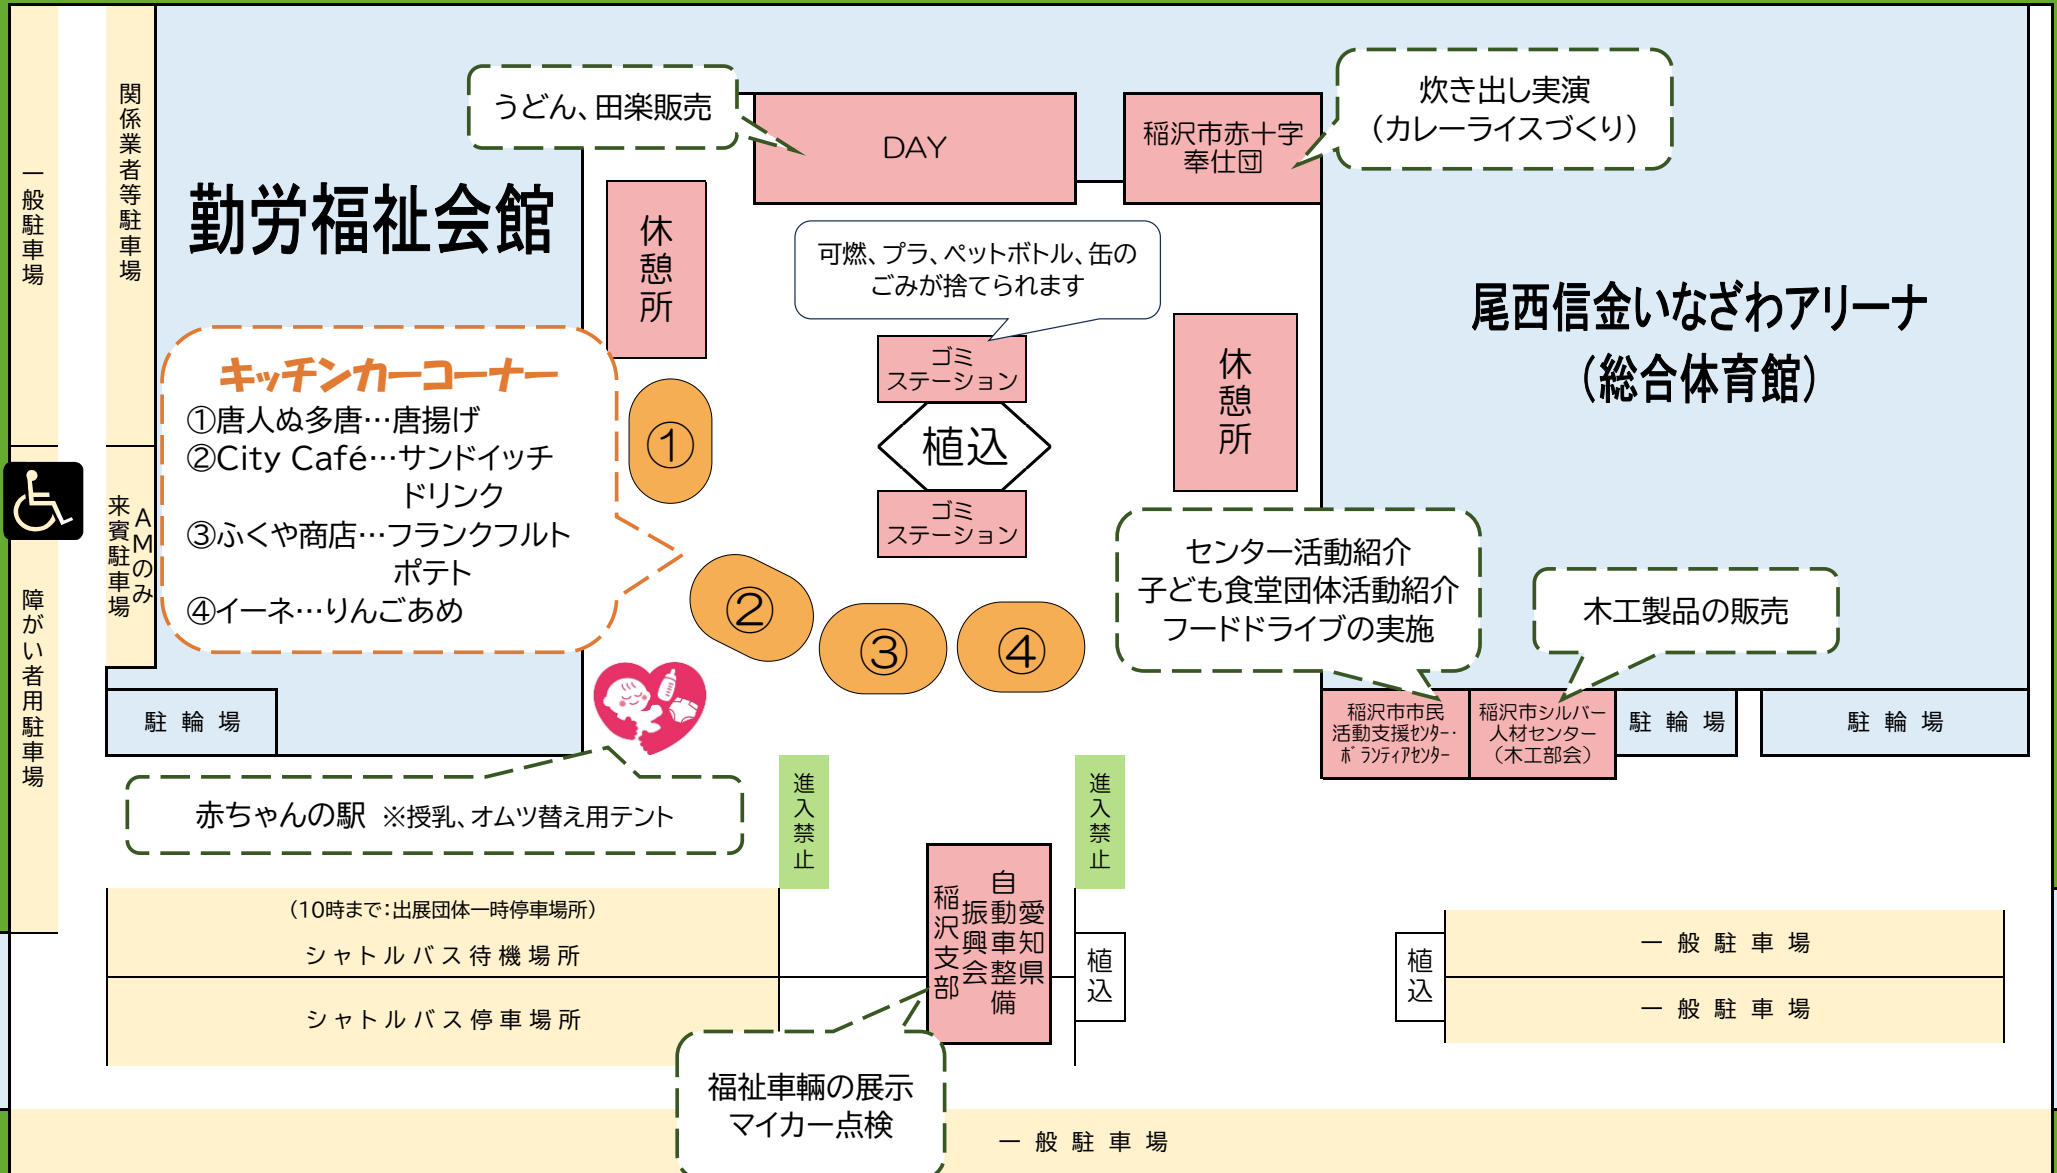 一般駐車場
関係業者等駐車場
勤労福祉会館
うどん、田楽販売
DAY
稲沢市赤十字
奉仕団
炊き出し実演
（カレーライスづくり）
休憩所
可燃、プラ、ペットボトル、缶の
ごみが捨てられます
ゴミ
ステーション
植込
ゴミ
ステーション
休憩所
尾西信金いなざわアリーナ
（総合体育館）
キッチンカーコーナー
①唐人ぬ多唐…唐揚げ
②City Café…サンドイッチ
ドリンク
③ふくや商店…フランクフルト
ポテト
④イーネ…りんごあめ
①
②
③
④
AMのみ
来賓駐車場
障がい者用駐車場
センター活動紹介
子ども食堂団体活動紹介
フードドライブの実施
木工製品の販売
駐輪場
稲沢市市民
活動支援ｾﾝﾀｰ・
ﾎﾞﾗﾝﾃｨｱｾﾝﾀｰ
稲沢市シルバー
人材センター
（木工部会）
駐輪場
駐輪場
赤ちゃんの駅 ※授乳、オムツ替え用テント
進入禁止
進入禁止
（10時まで：出展団体一時停車場所）
シャトルバス待機場所
シャトルバス停車場所
愛知県
自動車整備
振興会
稲沢支部
植込
植込
一般駐車場
一般駐車場
福祉車輌の展示
マイカー点検
一般駐車場